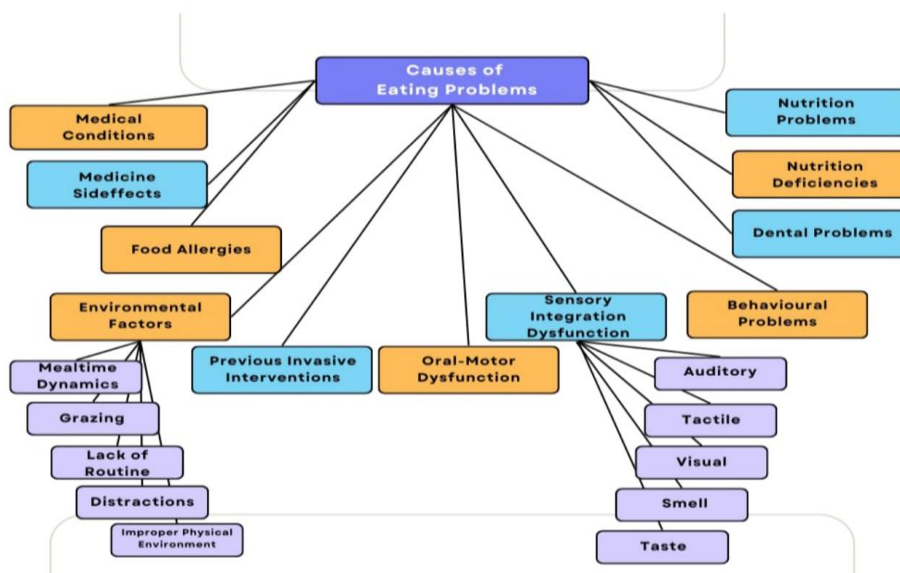 Causes of
Eating Problems
Medical
Conditions
Medicine
Sideeffects
Food Allergies
Nutrition
Problems
Nutrition
Deficiencies
Dental Problems
Environmental
Factors
Previous Invasive
Interventions
Oral-Motor
Dysfunction
Sensory
Integration
Dysfunction
Behavioural
Problems
Mealtime
Dynamics
Grazing
Lack of
Routine
Distractions
Improper Physical
Environment
Auditory
Tactile
Visual
Smell
Taste